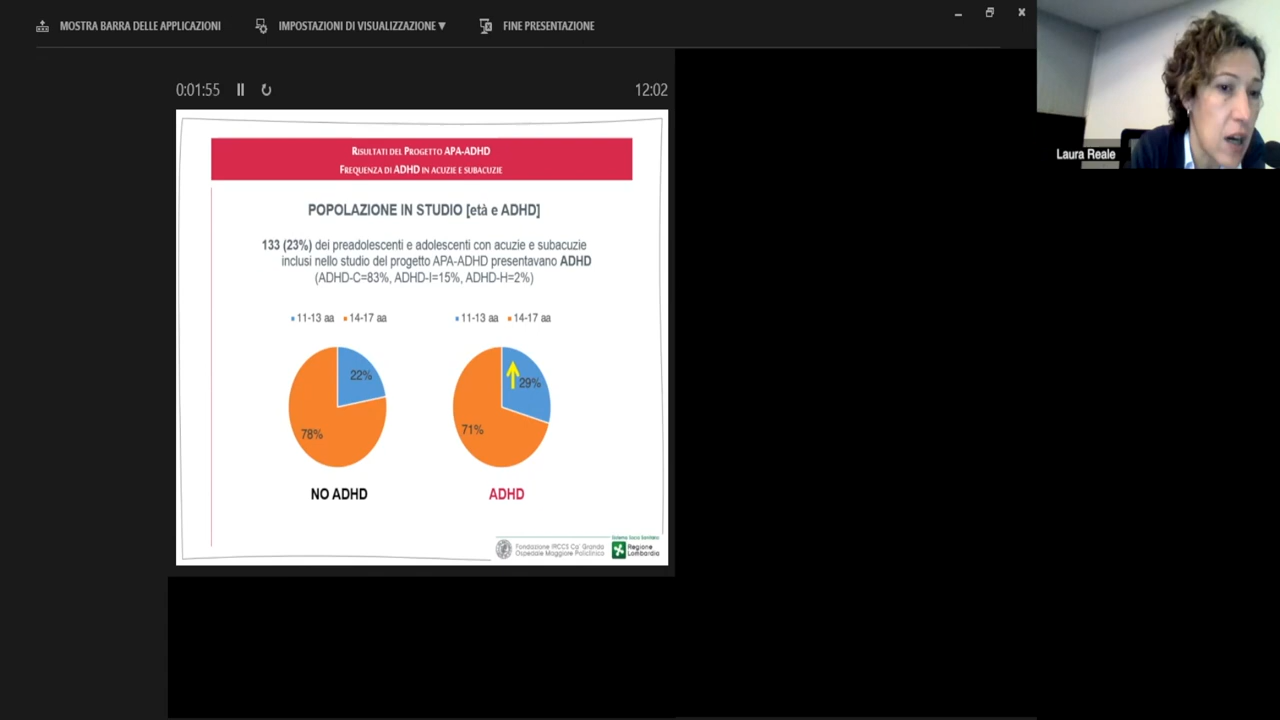 MOSTRA BARRA DELLE APPLICAZIONI
IMPOSTAZIONI DI VISUALIZZAZIONE ▼
FINE PRESENTAZIONE
0:01:55
12:02
Laura Reale
RISULTATI DEL PROGETTO APA-ADHD
FREQUENZA DI ADHD IN ACUZIE E SUBACUZIE
POPOLAZIONE IN STUDIO [età e ADHD]
133 (23%) dei preadolescenti e adolescenti con acuzie e subacuzie
inclusi nello studio del progetto APA-ADHD presentavano ADHD
(ADHD-C=83%, ADHD-I=15%, ADHD-H=2%)
11-13 aa 14-17 aa
22%
78%
NO ADHD
11-13 aa 14-17 aa
29%
71%
ADHD
Fondazione IRCCS Ca' Granda
Ospedale Maggiore Policlinico
Sistema Socio Sanitario
Regione
Lombardia